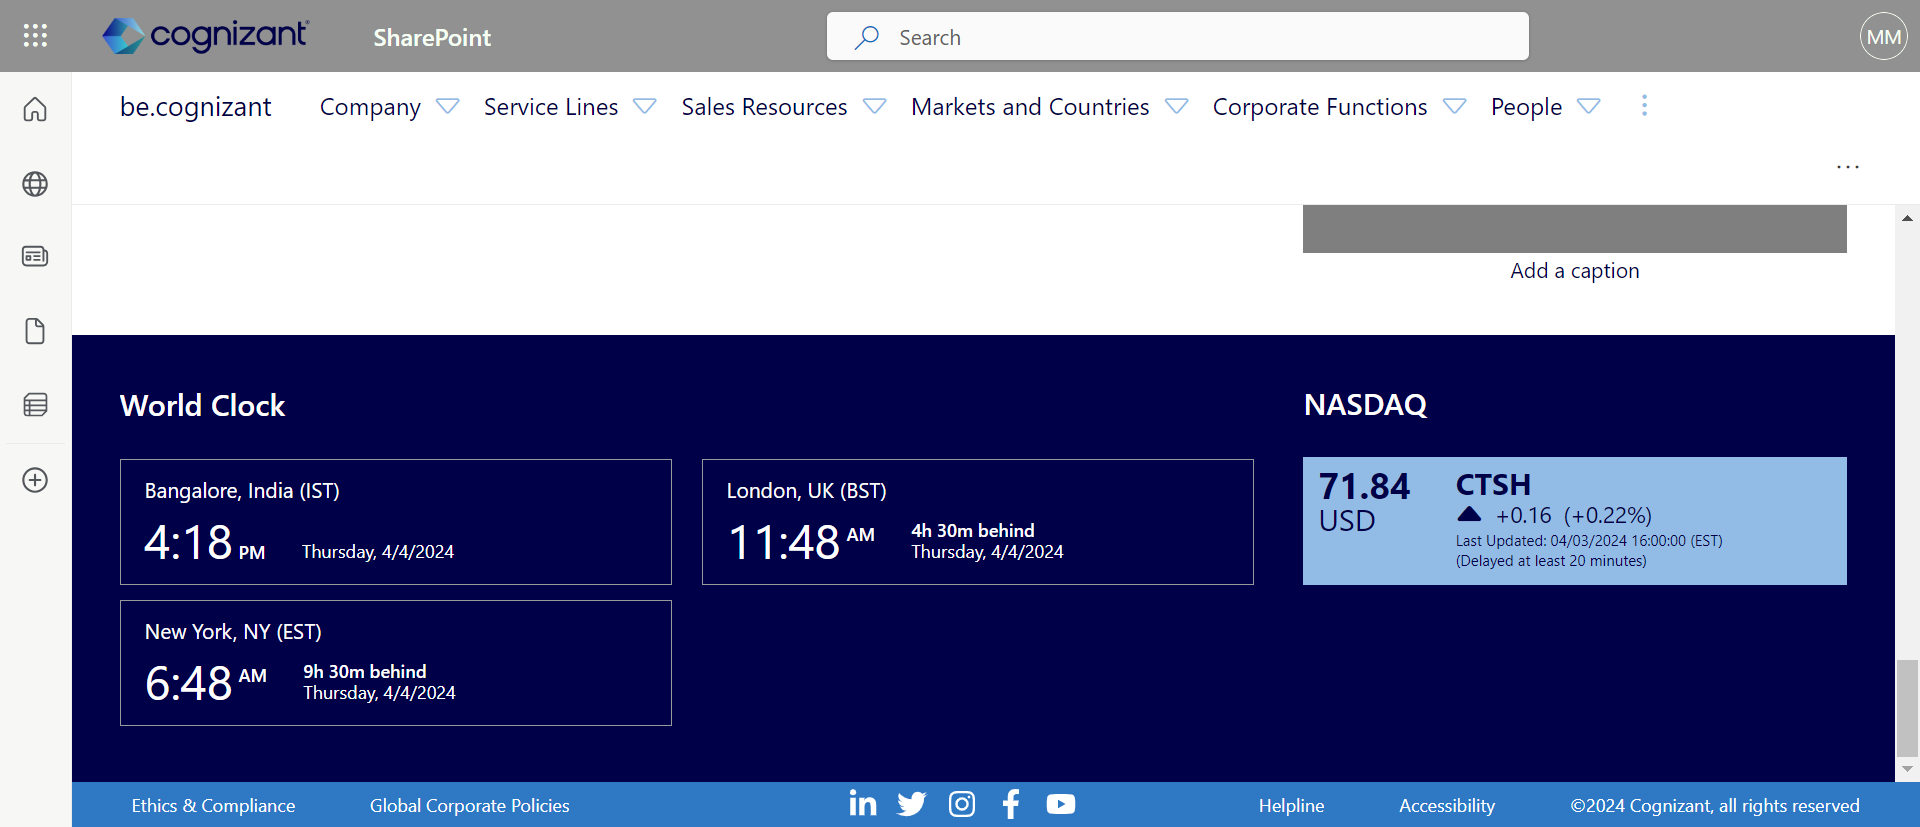 cognizant
SharePoint
Search
MM
be.cognizant
Company
Service Lines
Sales Resources
Markets and Countries
Corporate Functions
People
Add a caption
World Clock
Bangalore, India (IST)
4:18 PM
Thursday, 4/4/2024
London, UK (BST)
11:48 AM
4h 30m behind
Thursday, 4/4/2024
New York, NY (EST)
6:48 AM
9h 30m behind
Thursday, 4/4/2024
NASDAQ
71.84
USD
CTSH
+0.16 (+0.22%)
Last Updated: 04/03/2024 16:00:00 (EST)
(Delayed at least 20 minutes)
Ethics & Compliance
Global Corporate Policies
Helpline
Accessibility
©2024 Cognizant, all rights reserved